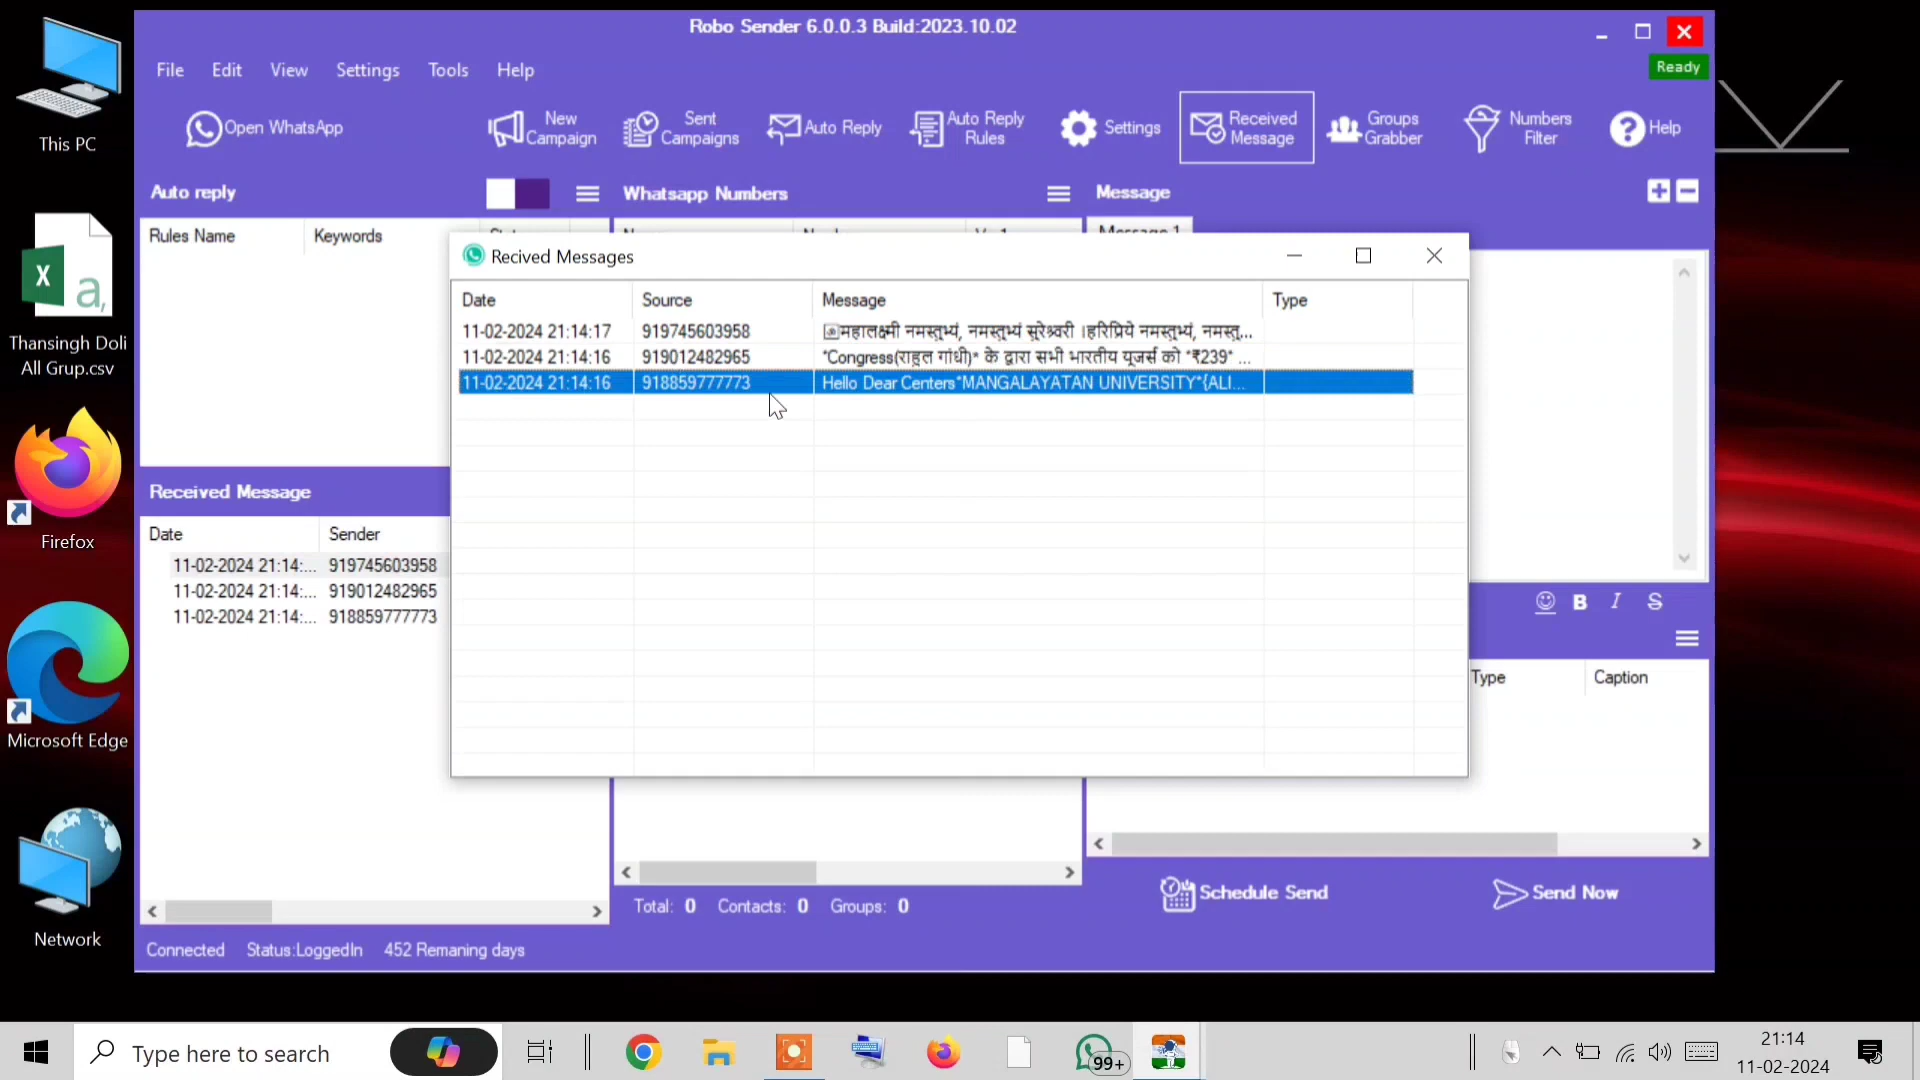 Robo Sender 6.0.0.3 Build:2023.10.02
File Edit View Settings Tools Help
Ready
Open WhatsApp
New Campaign
Sent Campaigns
Auto Reply
Auto Reply Rules
Settings
Received Message
Groups Grabber
Numbers Filter
Help
Auto reply
Whatsapp Numbers
Message
Rules Name Keywords
Message 1
Recived Messages
Date Source Message Type
11-02-2024 21:14:17 919745603958 महालक्ष्मी नमस्तुभ्यं, नमस्तुभ्यं सुरेश्वरी ।हरिप्रिये नमस्तुभ्यं, नमस्तु...
11-02-2024 21:14:16 919012482965 *Congress(राहुल गांधी)* के द्वारा सभी भारतीय यूजर्स को *₹239* ...
11-02-2024 21:14:16 918859777773 Hello Dear Centers*MANGALAYATAN UNIVERSITY*{ALI...
Received Message
Date Sender
11-02-2024 21:14:... 919745603958
11-02-2024 21:14:... 919012482965
11-02-2024 21:14:... 918859777773
B I S
Type Caption
Total: 0 Contacts: 0 Groups: 0
Schedule Send
Send Now
Connected Status:LoggedIn 452 Remaning days
This PC
X a,
Thansingh Doli
All Grup.csv
Firefox
Microsoft Edge
Network
Type here to search
99+
21:14
11-02-2024